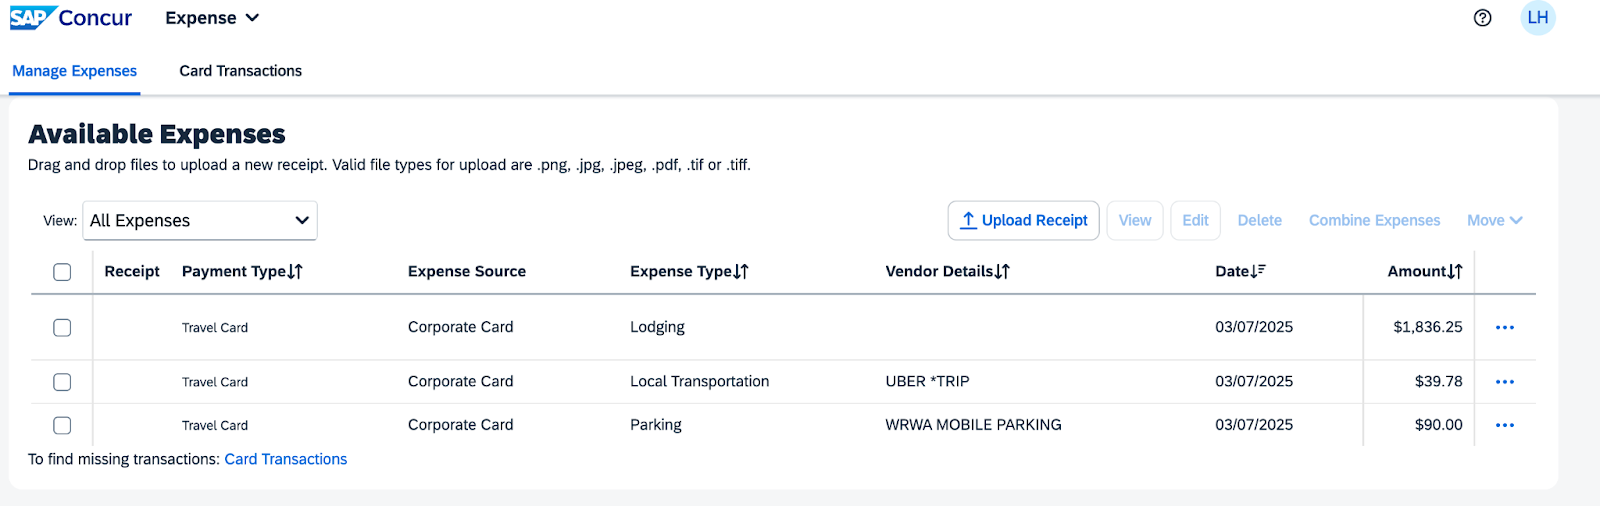 SAP Concur Expense LH
Manage Expenses Card Transactions
Available Expenses
Drag and drop files to upload a new receipt. Valid file types for upload are .png, .jpg, .jpeg, .pdf, .tif or .tiff.
View: All Expenses Upload Receipt View Edit Delete Combine Expenses Move
Receipt Payment Type Expense Source Expense Type Vendor Details Date Amount
Travel Card Corporate Card Lodging 03/07/2025 $1,836.25
Travel Card Corporate Card Local Transportation UBER *TRIP 03/07/2025 $39.78
Travel Card Corporate Card Parking WRWA MOBILE PARKING 03/07/2025 $90.00
To find missing transactions: Card Transactions